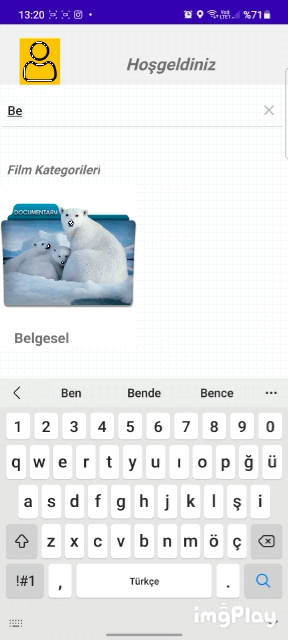 13:20 %71
Hoşgeldiniz
Be
Film Kategorileri
DOCUMENTARY
Belgesel
Ben Bende Bence
1 2 3 4 5 6 7 8 9 0
q w e r t y u ı o p ğ ü
a s d f g h j k l ş i
z x c v b n m ö ç
!#1 , Türkçe .
imgPlay